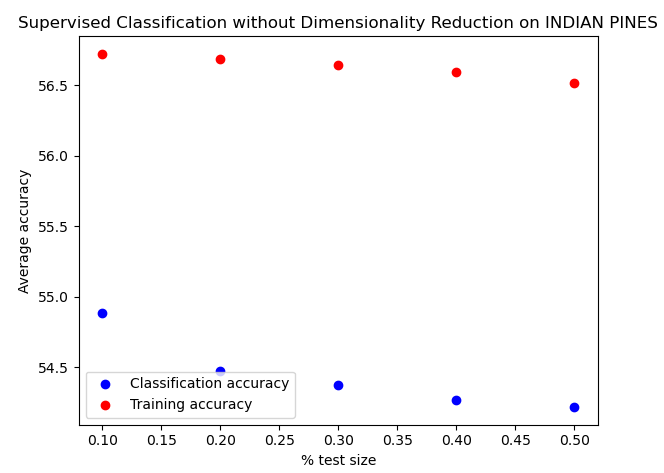 Supervised Classification without Dimensionality Reduction on INDIAN PINES
56.5
56.0
55.5
55.0
54.5
Average accuracy
Classification accuracy
Training accuracy
0.10 0.15 0.20 0.25 0.30 0.35 0.40 0.45 0.50
% test size